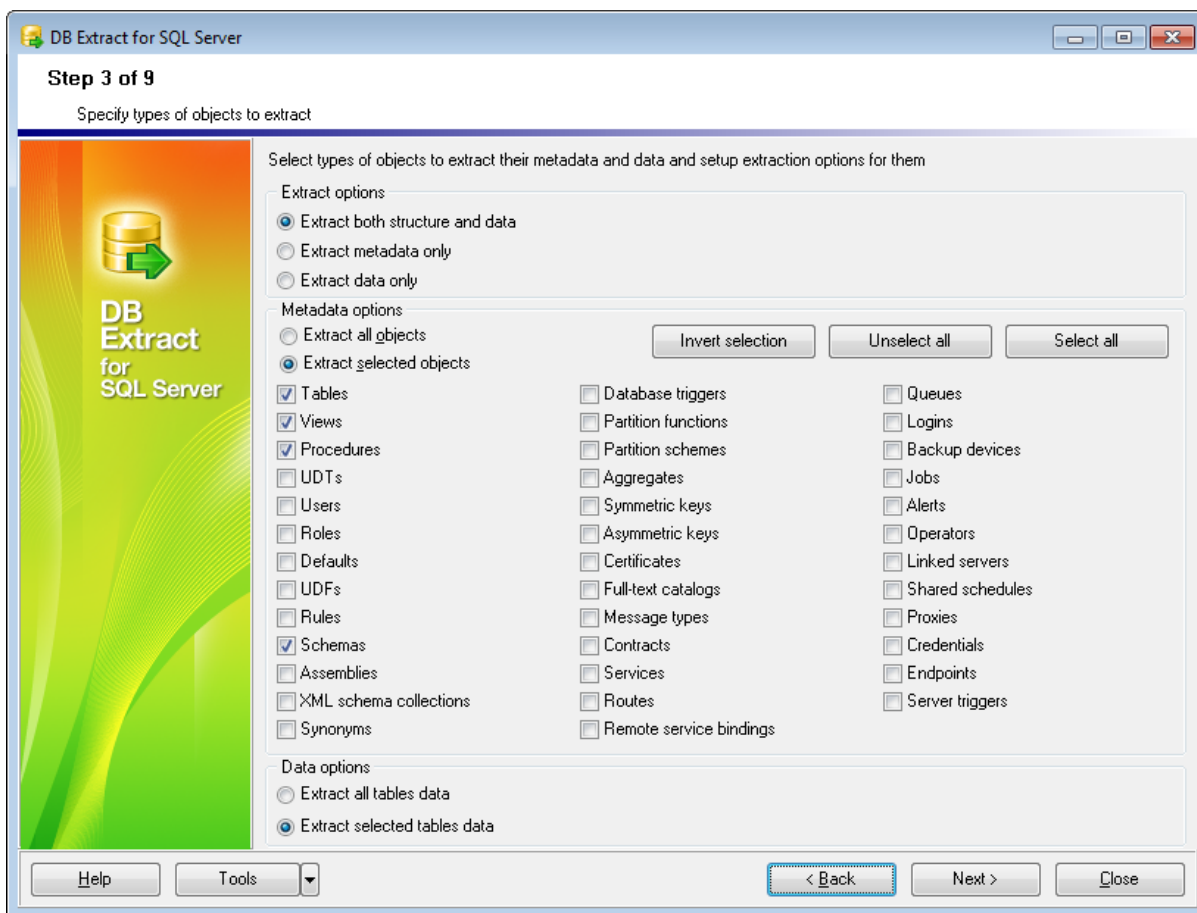 DB Extract for SQL Server
Step 3 of 9
Specify types of objects to extract
DB
Extract
for
SQL Server
Select types of objects to extract their metadata and data and setup extraction options for them
Extract options
Extract both structure and data
Extract metadata only
Extract data only
Metadata options
Extract all objects
Extract selected objects
Invert selection Unselect all Select all
Tables Database triggers Queues
Views Partition functions Logins
Procedures Partition schemes Backup devices
UDTs Aggregates Jobs
Users Symmetric keys Alerts
Roles Asymmetric keys Operators
Defaults Certificates Linked servers
UDFs Full-text catalogs Shared schedules
Rules Message types Proxies
Schemas Contracts Credentials
Assemblies Services Endpoints
XML schema collections Routes Server triggers
Synonyms Remote service bindings
Data options
Extract all tables data
Extract selected tables data
Help Tools < Back Next > Close